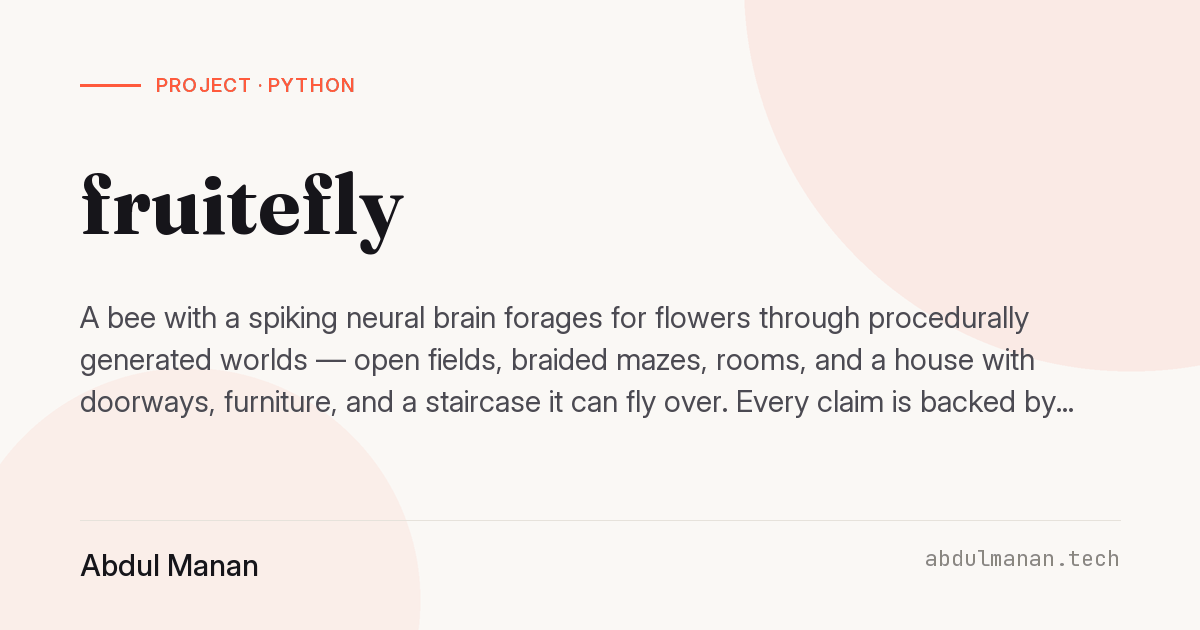 PROJECT · PYTHON
fruitefly
A bee with a spiking neural brain forages for flowers through procedurally
generated worlds — open fields, braided mazes, rooms, and a house with
doorways, furniture, and a staircase it can fly over. Every claim is backed by…
Abdul Manan
abdulmanan.tech